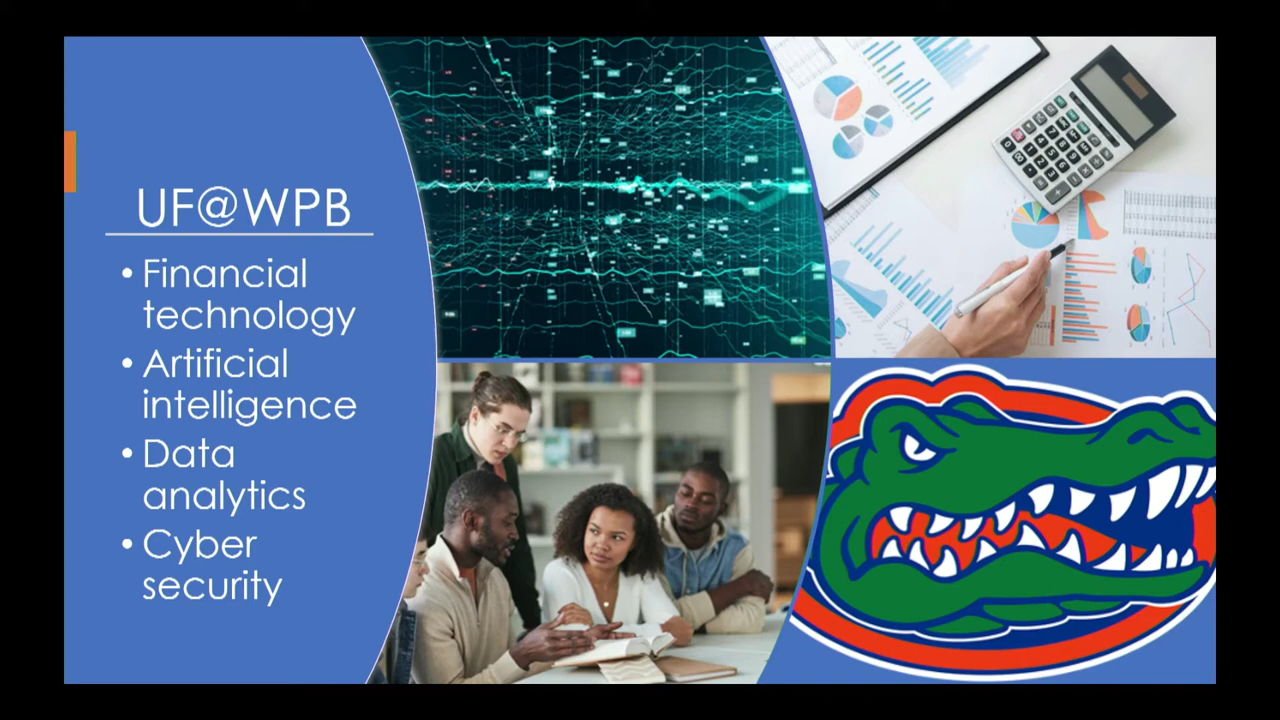 UF@WPB
• Financial
technology
• Artificial
intelligence
• Data
analytics
• Cyber
security